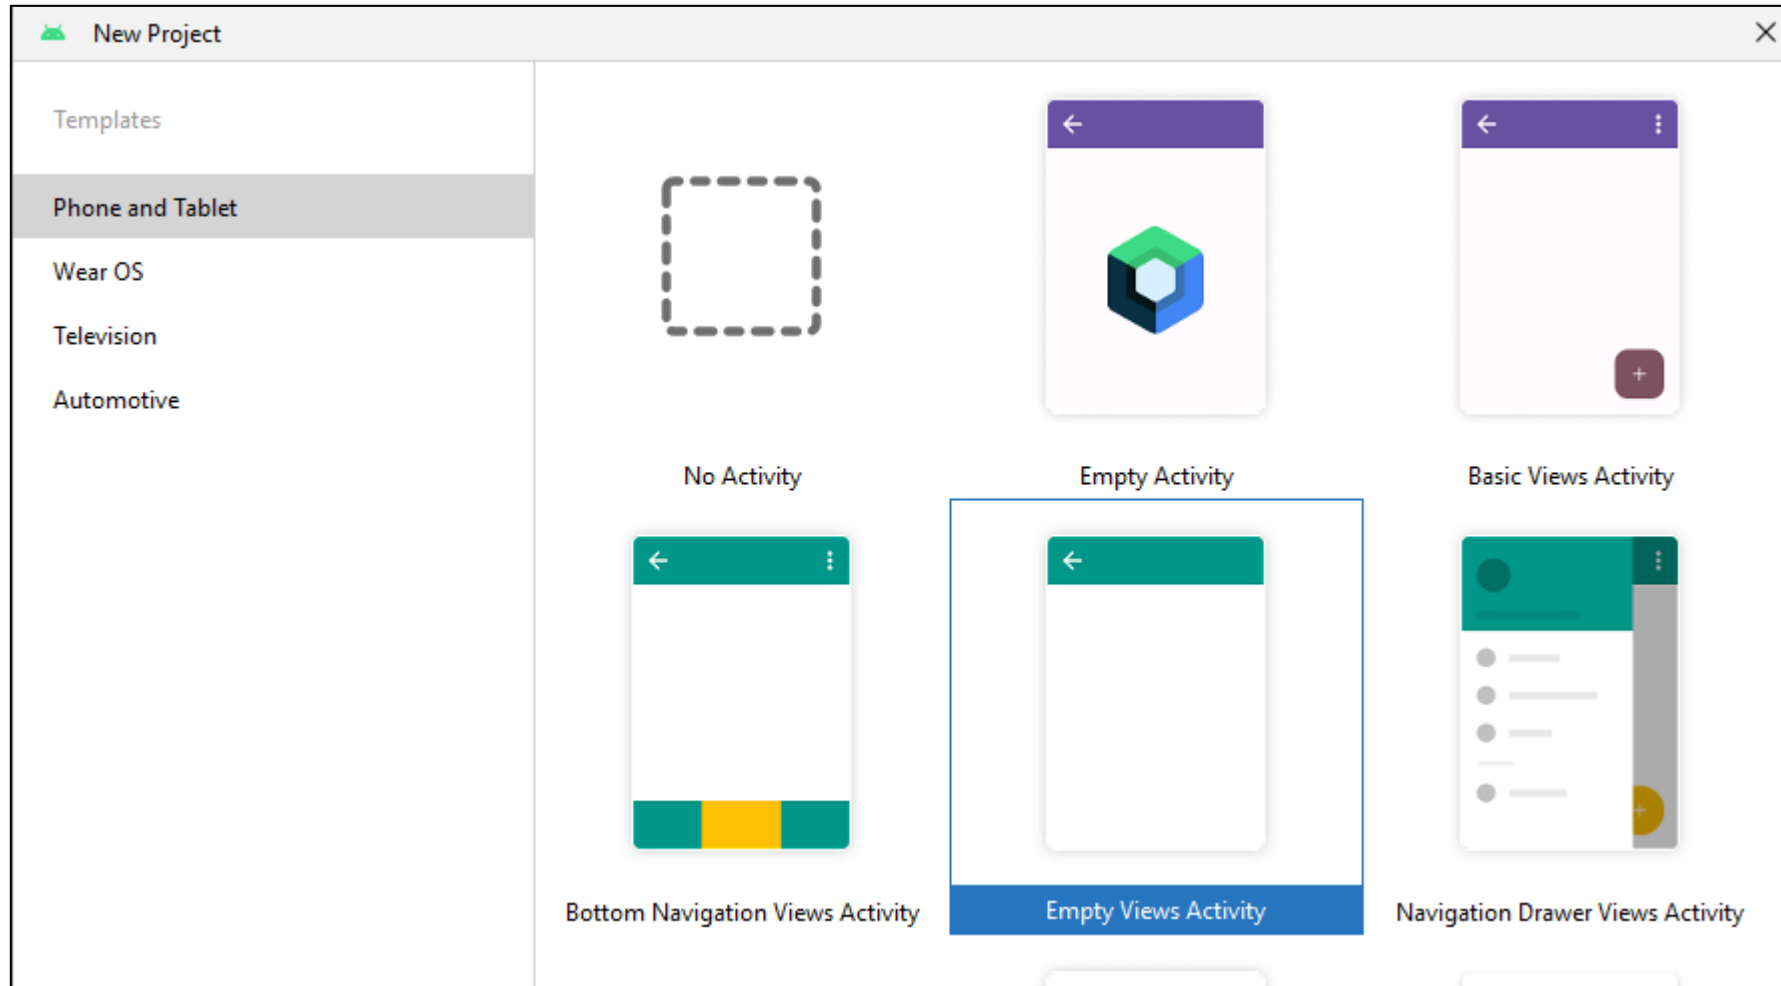 New Project
Templates
Phone and Tablet
Wear OS
Television
Automotive
No Activity
Empty Activity
Basic Views Activity
Bottom Navigation Views Activity
Empty Views Activity
Navigation Drawer Views Activity